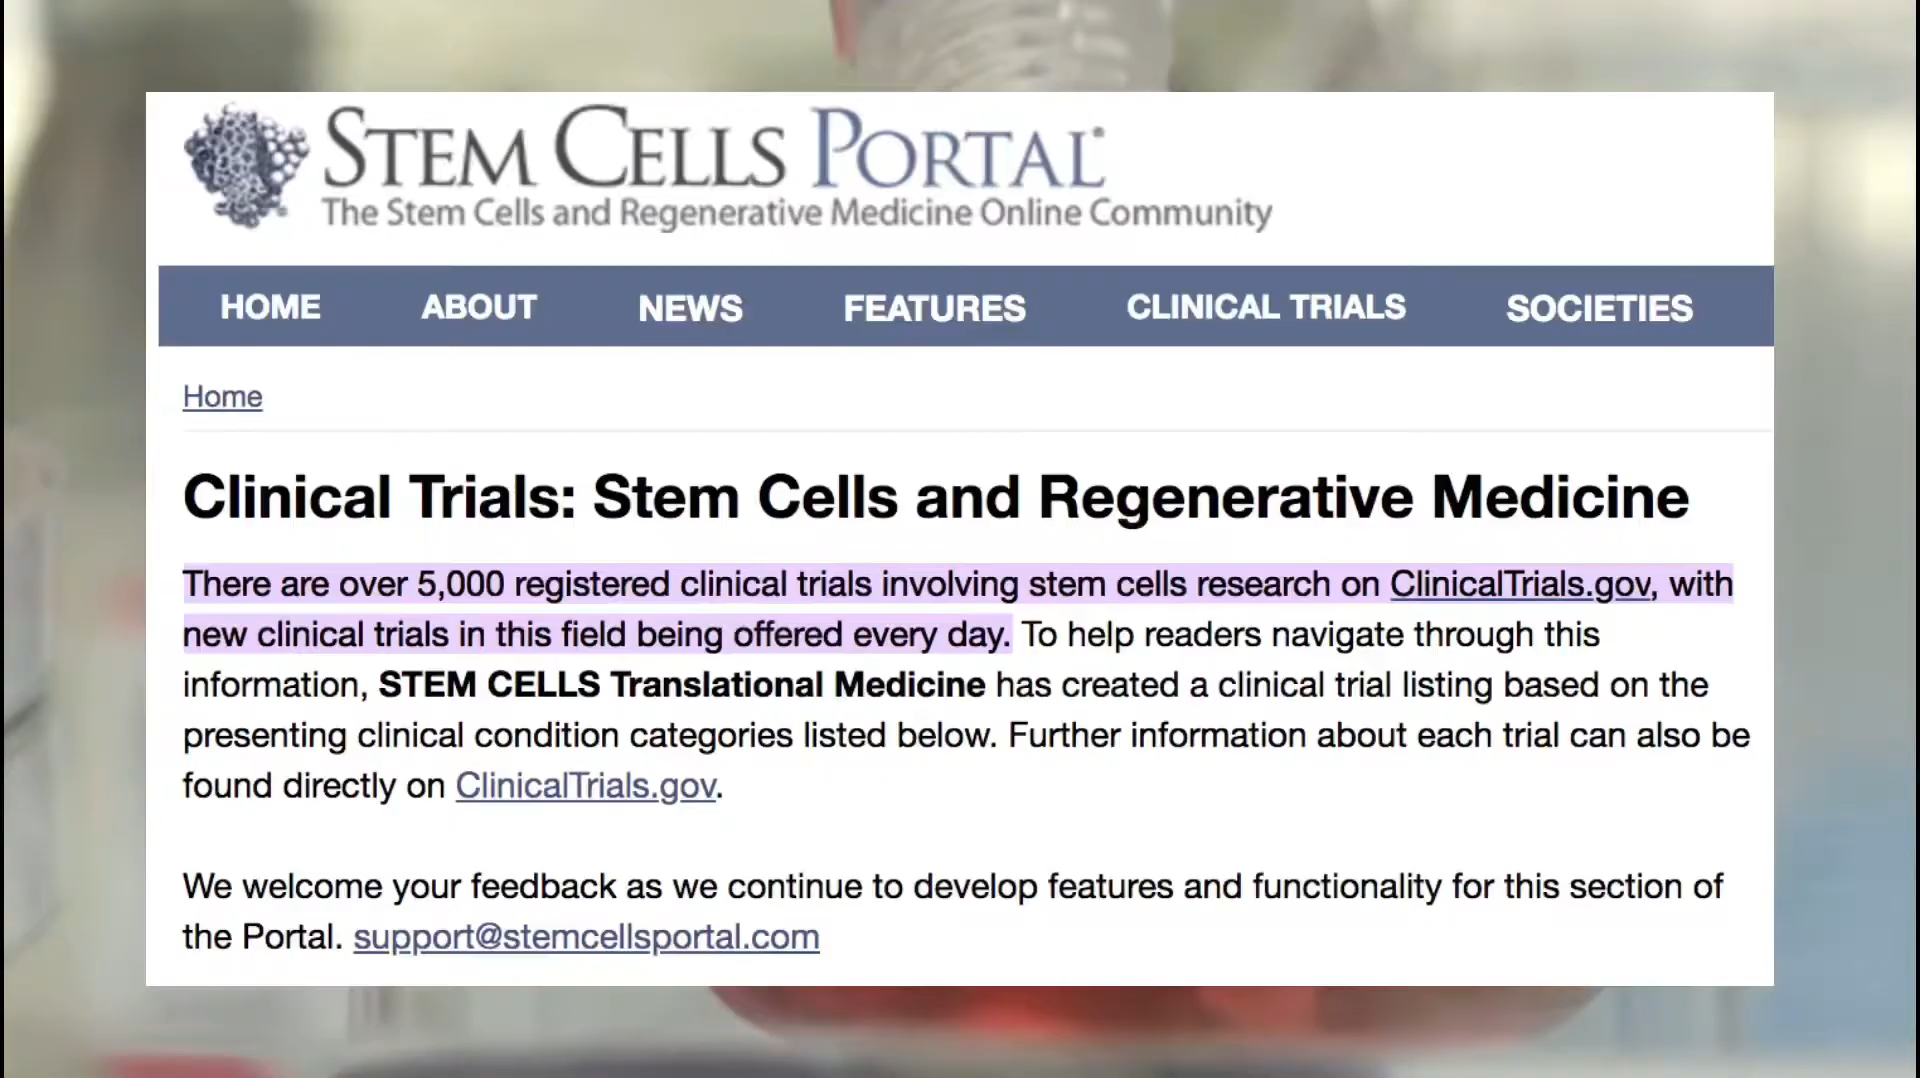 STEM CELLS PORTAL
The Stem Cells and Regenerative Medicine Online Community
HOME ABOUT NEWS FEATURES CLINICAL TRIALS SOCIETIES
Home
Clinical Trials: Stem Cells and Regenerative Medicine
There are over 5,000 registered clinical trials involving stem cells research on ClinicalTrials.gov, with
new clinical trials in this field being offered every day. To help readers navigate through this
information, STEM CELLS Translational Medicine has created a clinical trial listing based on the
presenting clinical condition categories listed below. Further information about each trial can also be
found directly on ClinicalTrials.gov.
We welcome your feedback as we continue to develop features and functionality for this section of
the Portal. support@stemcellsportal.com